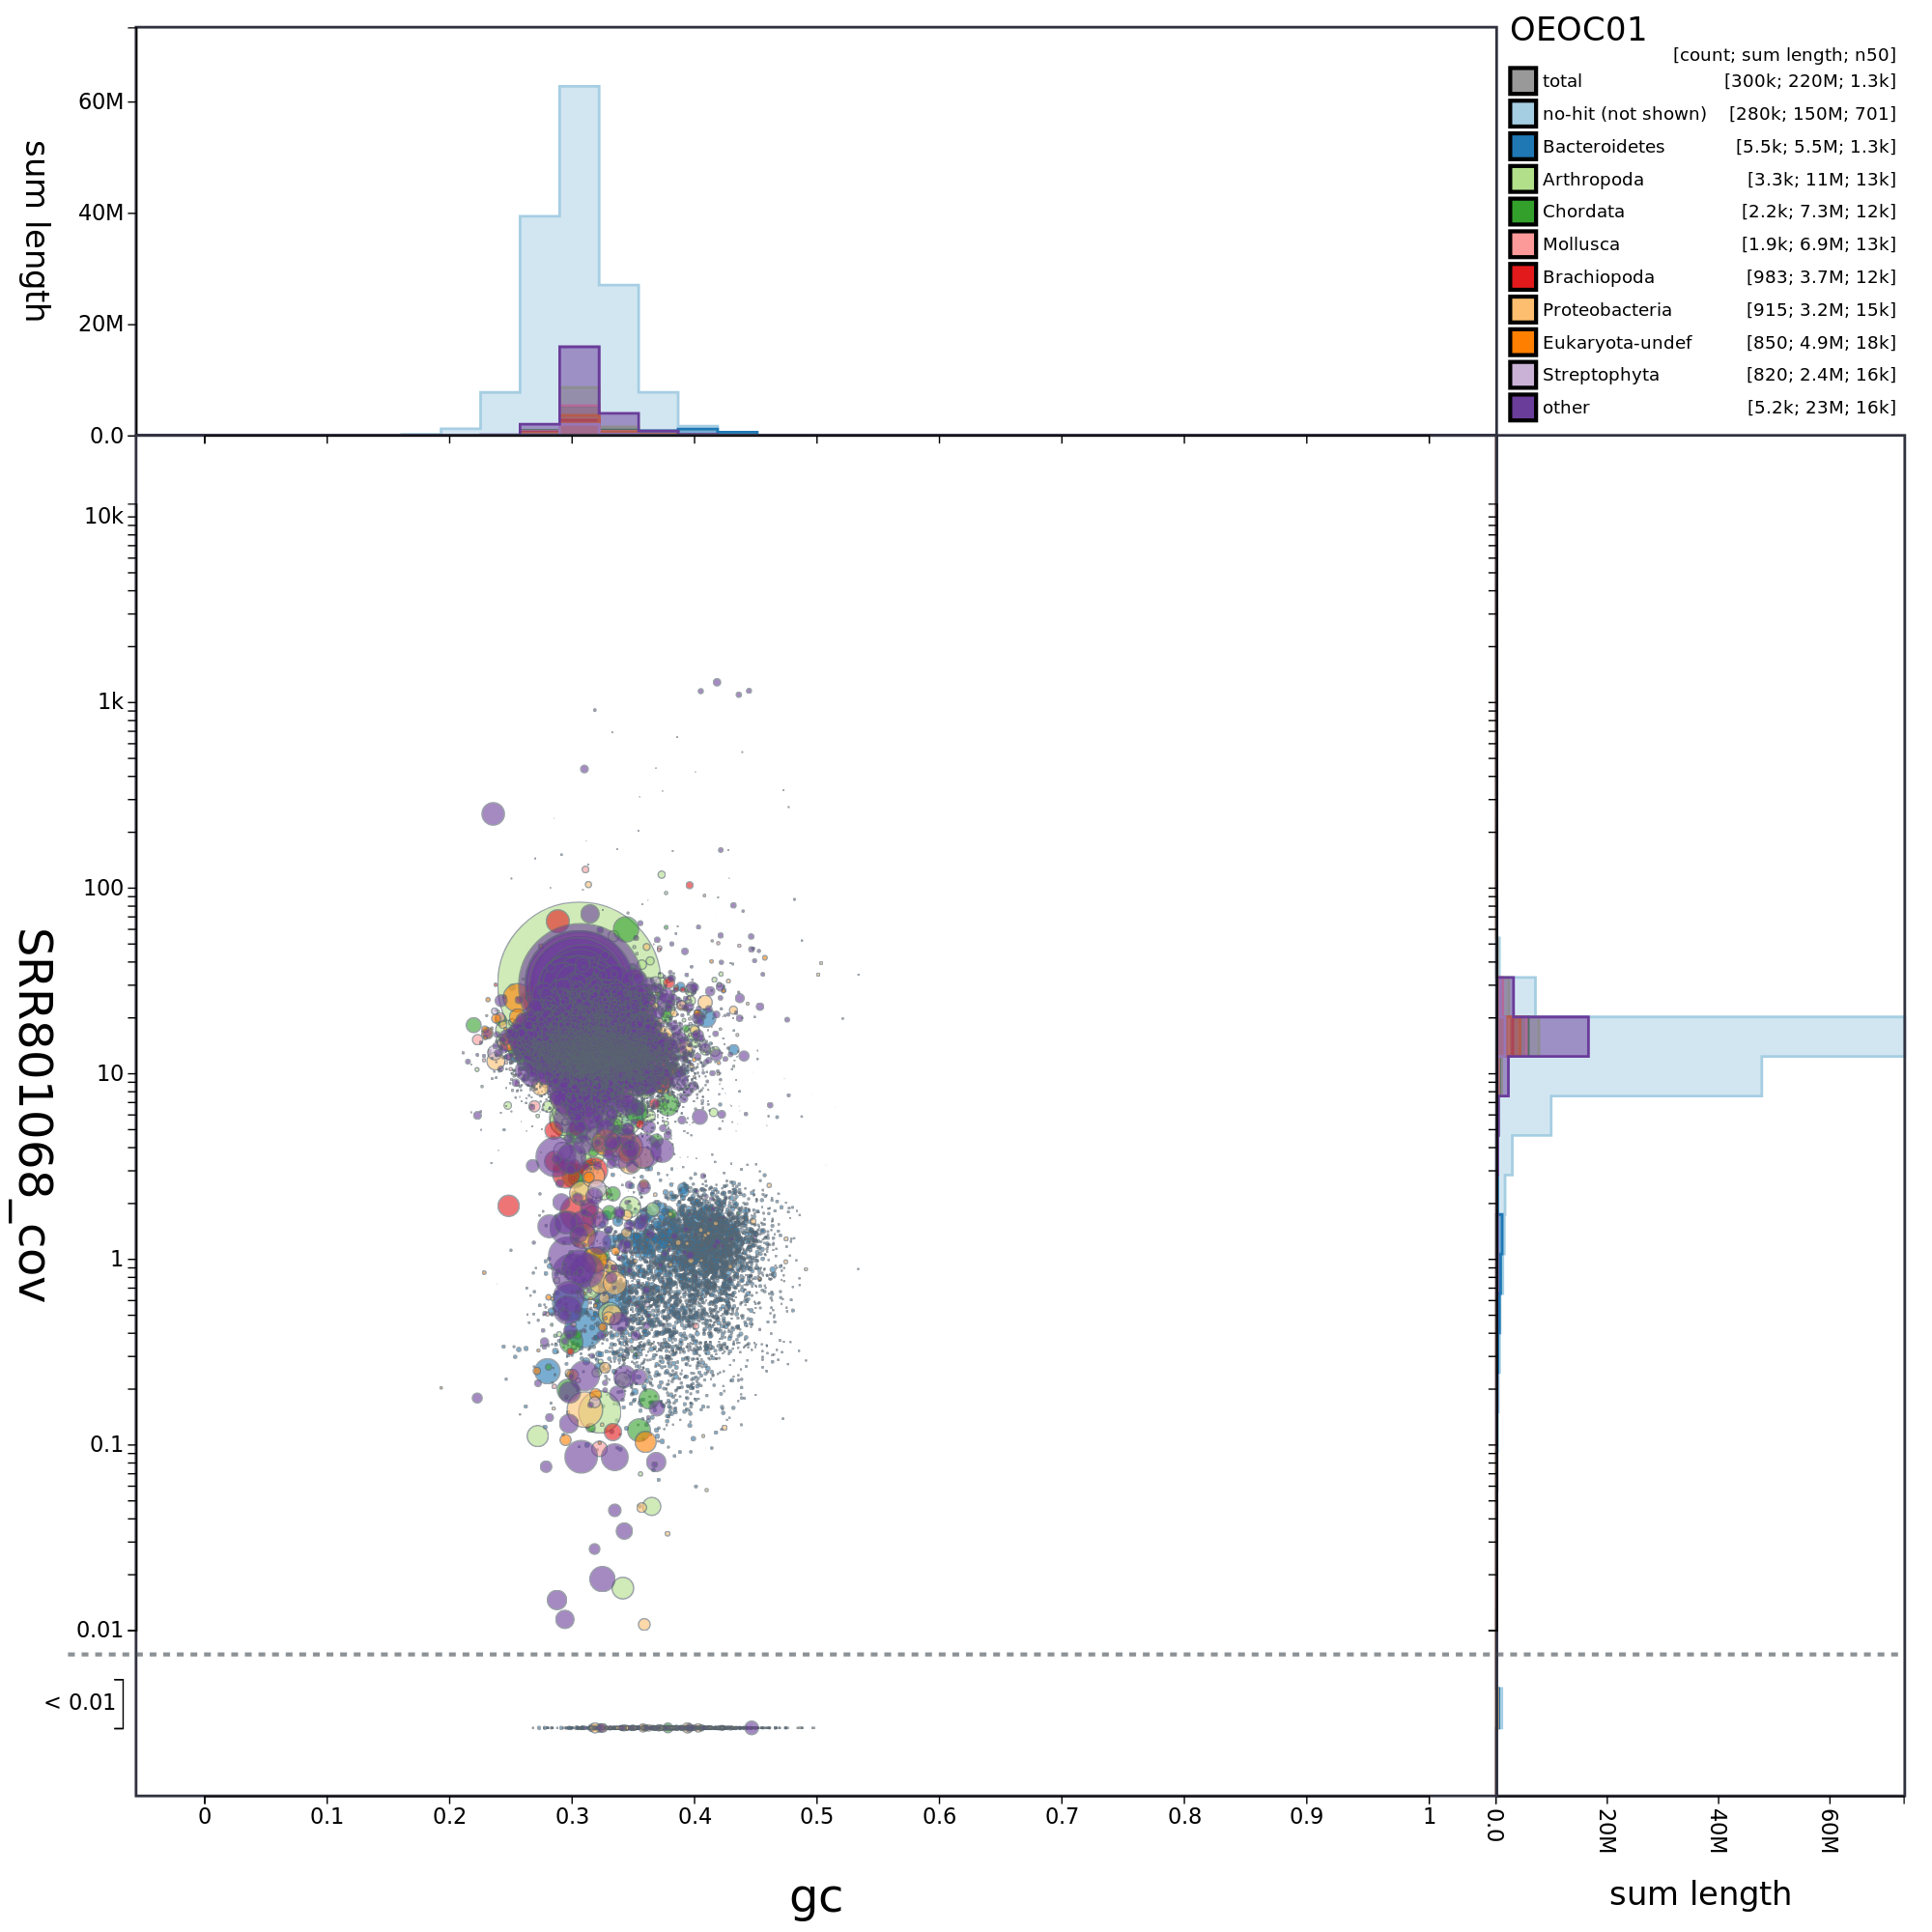 OEOC01
[count; sum length; n50]
total [300k; 220M; 1.3k]
no-hit (not shown) [280k; 150M; 701]
Bacteroidetes [5.5k; 5.5M; 1.3k]
Arthropoda [3.3k; 11M; 13k]
Chordata [2.2k; 7.3M; 12k]
Mollusca [1.9k; 6.9M; 13k]
Brachiopoda [983; 3.7M; 12k]
Proteobacteria [915; 3.2M; 15k]
Eukaryota-undef [850; 4.9M; 18k]
Streptophyta [820; 2.4M; 16k]
other [5.2k; 23M; 16k]
sum length
60M
40M
20M
0.0
SRR801068_cov
10k
1k
100
10
1
0.1
0.01
< 0.01
0 0.1 0.2 0.3 0.4 0.5 0.6 0.7 0.8 0.9 1
gc
0.0 20M 40M 60M
sum length